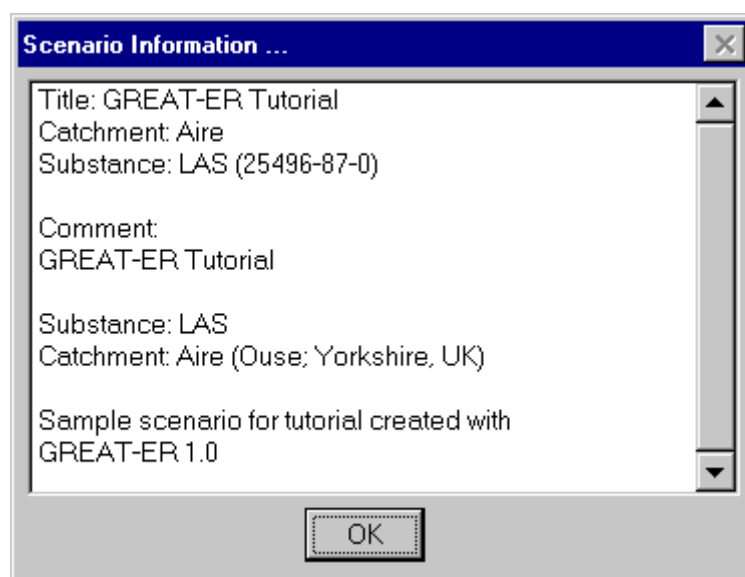 Scenario Information ...
Title: GREAT-ER Tutorial
Catchment: Aire
Substance: LAS (25496-87-0)
Comment:
GREAT-ER Tutorial
Substance: LAS
Catchment: Aire (Ouse; Yorkshire, UK)
Sample scenario for tutorial created with
GREAT-ER 1.0
OK